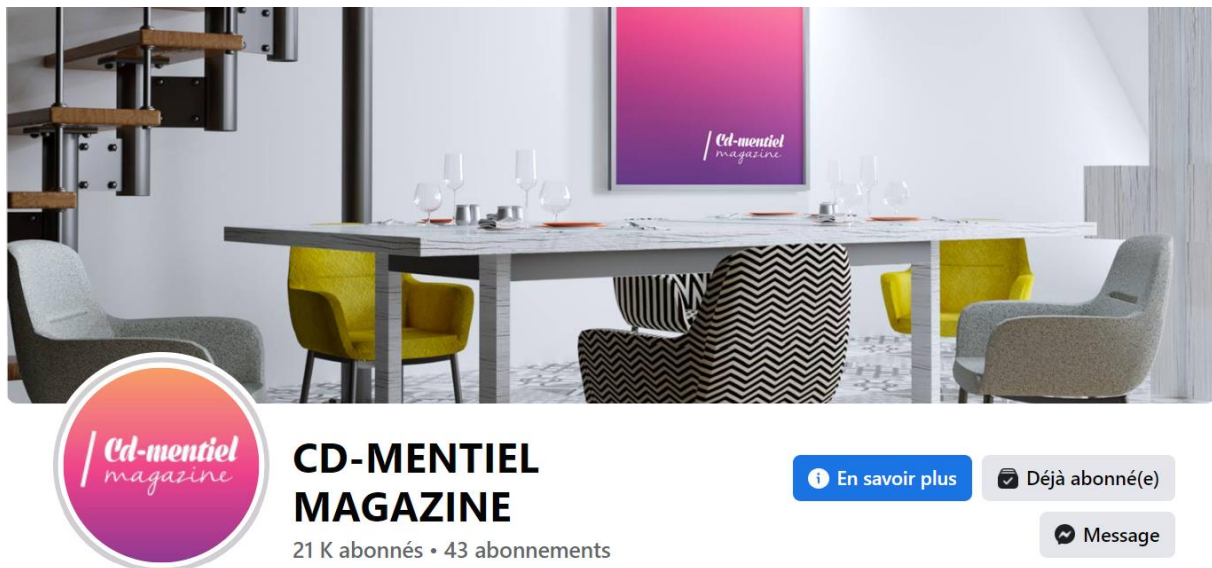 Cd-mentiel
magazine
Cd-mentiel
magazine
CD-MENTIEL
MAGAZINE
21 K abonnés • 43 abonnements
En savoir plus
Déjà abonné(e)
Message